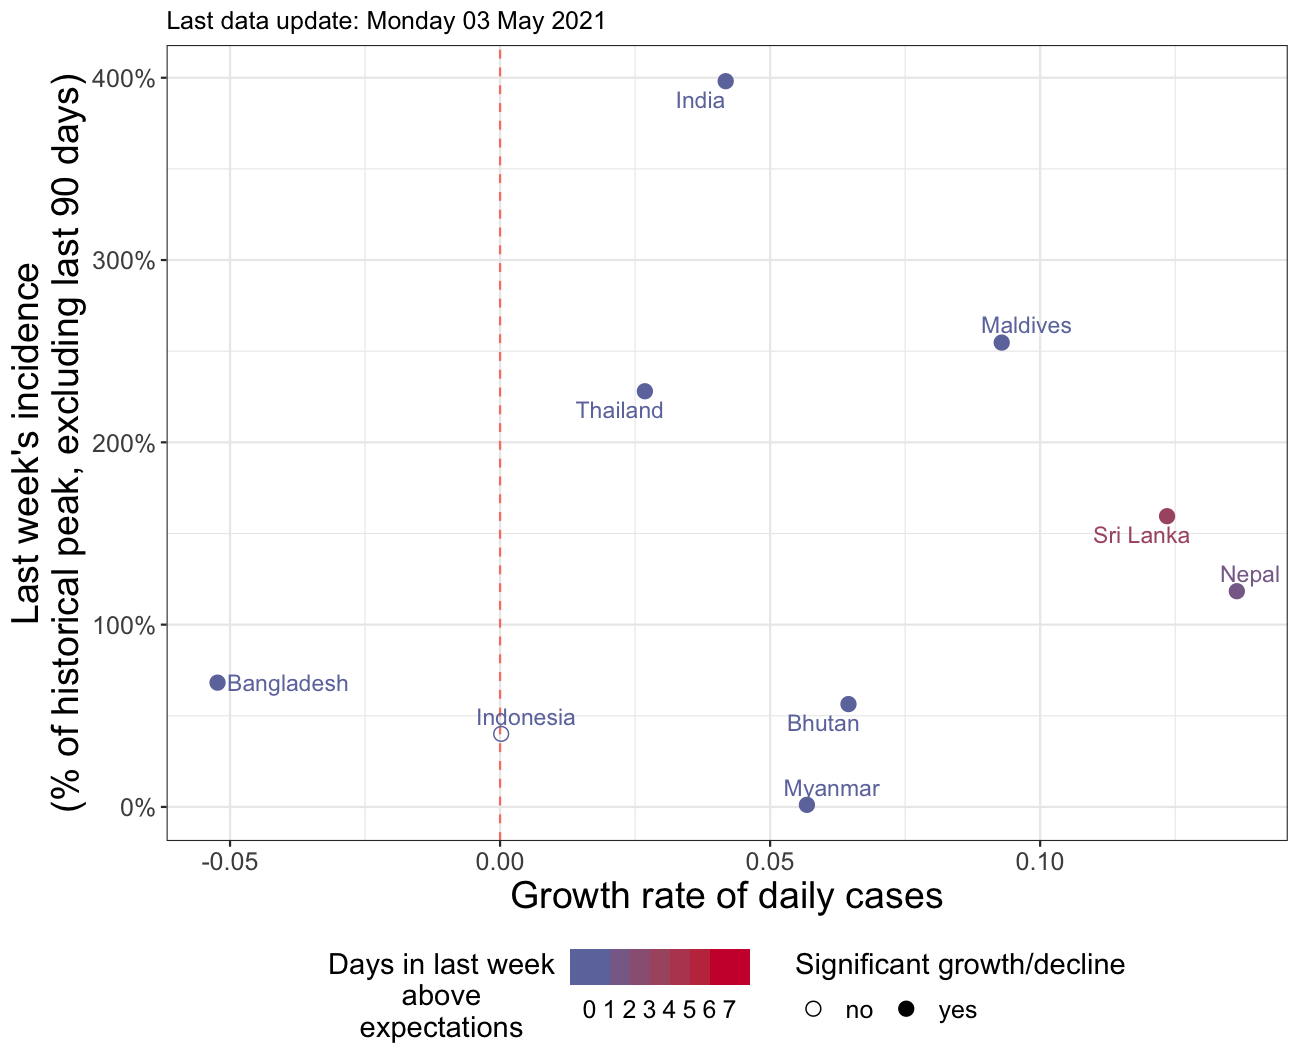 Last data update: Monday 03 May 2021
Last week's incidence
(% of historical peak, excluding last 90 days)
400%
300%
200%
100%
0%
India
Maldives
Thailand
Sri Lanka
Nepal
Bangladesh
Indonesia
Bhutan
Myanmar
-0.05 0.00 0.05 0.10
Growth rate of daily cases
Days in last week
above
expectations
0 1 2 3 4 5 6 7
Significant growth/decline
no yes